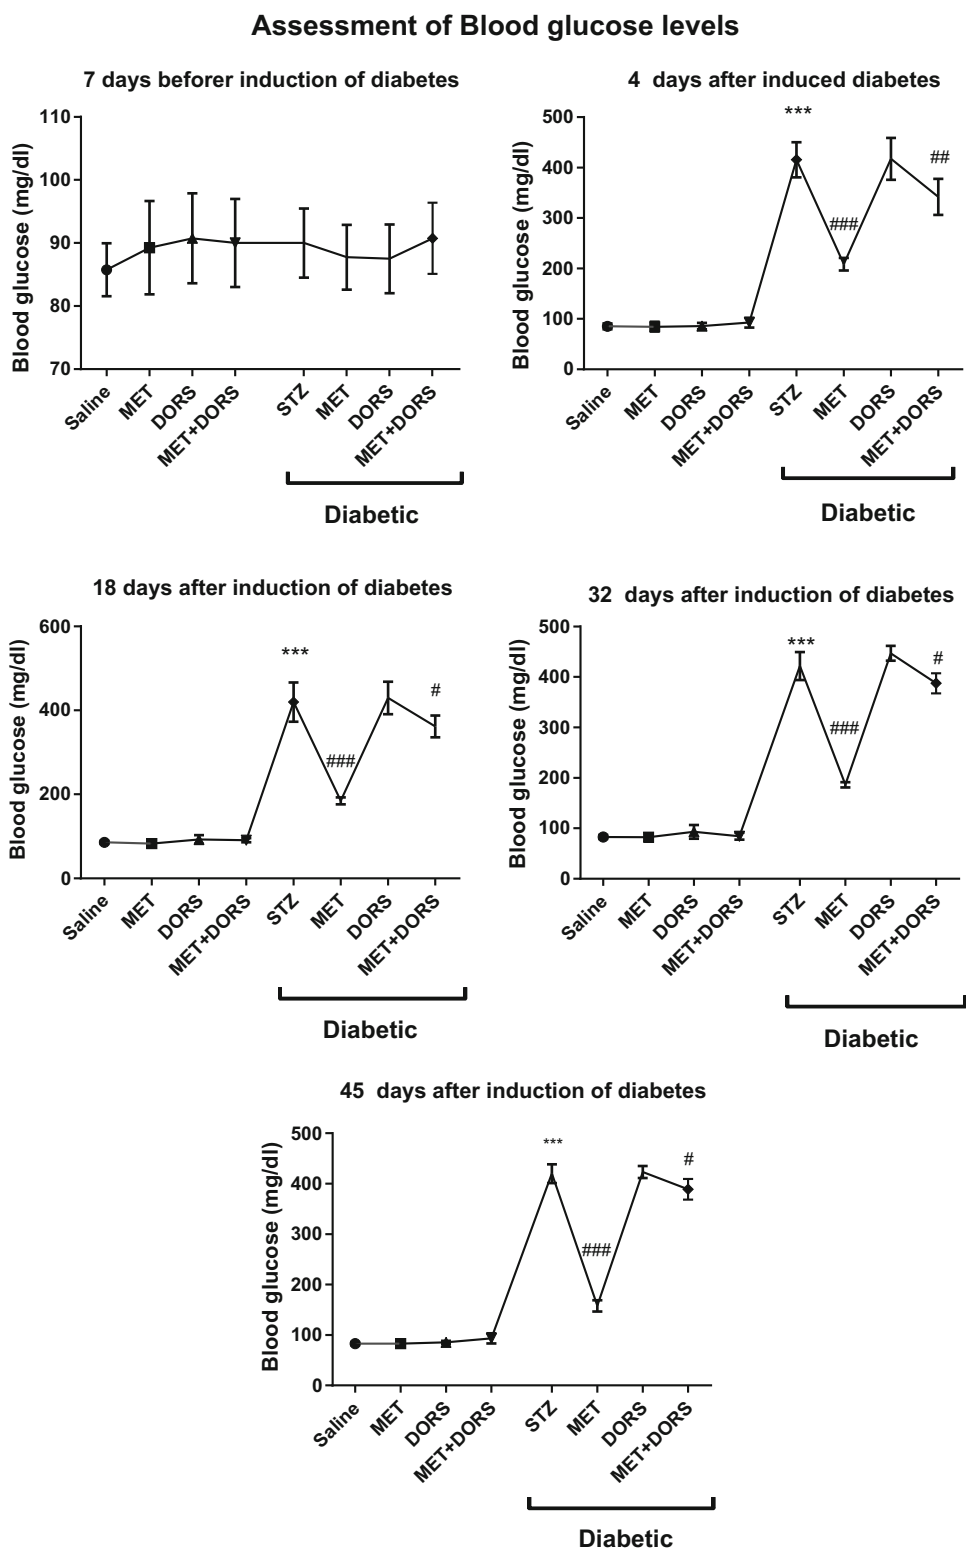 Assessment of Blood glucose levels
7 days beforer induction of diabetes
Blood glucose (mg/dl)
110
100
90
80
70
Saline
MET
DORS
MET+DORS
STZ
MET
DORS
MET+DORS
Diabetic
4 days after induced diabetes
Blood glucose (mg/dl)
500
400
300
200
100
0
***
###
##
Saline
MET
DORS
MET+DORS
STZ
MET
DORS
MET+DORS
Diabetic
18 days after induction of diabetes
Blood glucose (mg/dl)
600
400
200
0
***
###
#
Saline
MET
DORS
MET+DORS
STZ
MET
DORS
MET+DORS
Diabetic
32 days after induction of diabetes
Blood glucose (mg/dl)
500
400
300
200
100
0
***
###
#
Saline
MET
DORS
MET+DORS
STZ
MET
DORS
MET+DORS
Diabetic
45 days after induction of diabetes
Blood glucose (mg/dl)
500
400
300
200
100
0
***
###
#
Saline
MET
DORS
MET+DORS
STZ
MET
DORS
MET+DORS
Diabetic